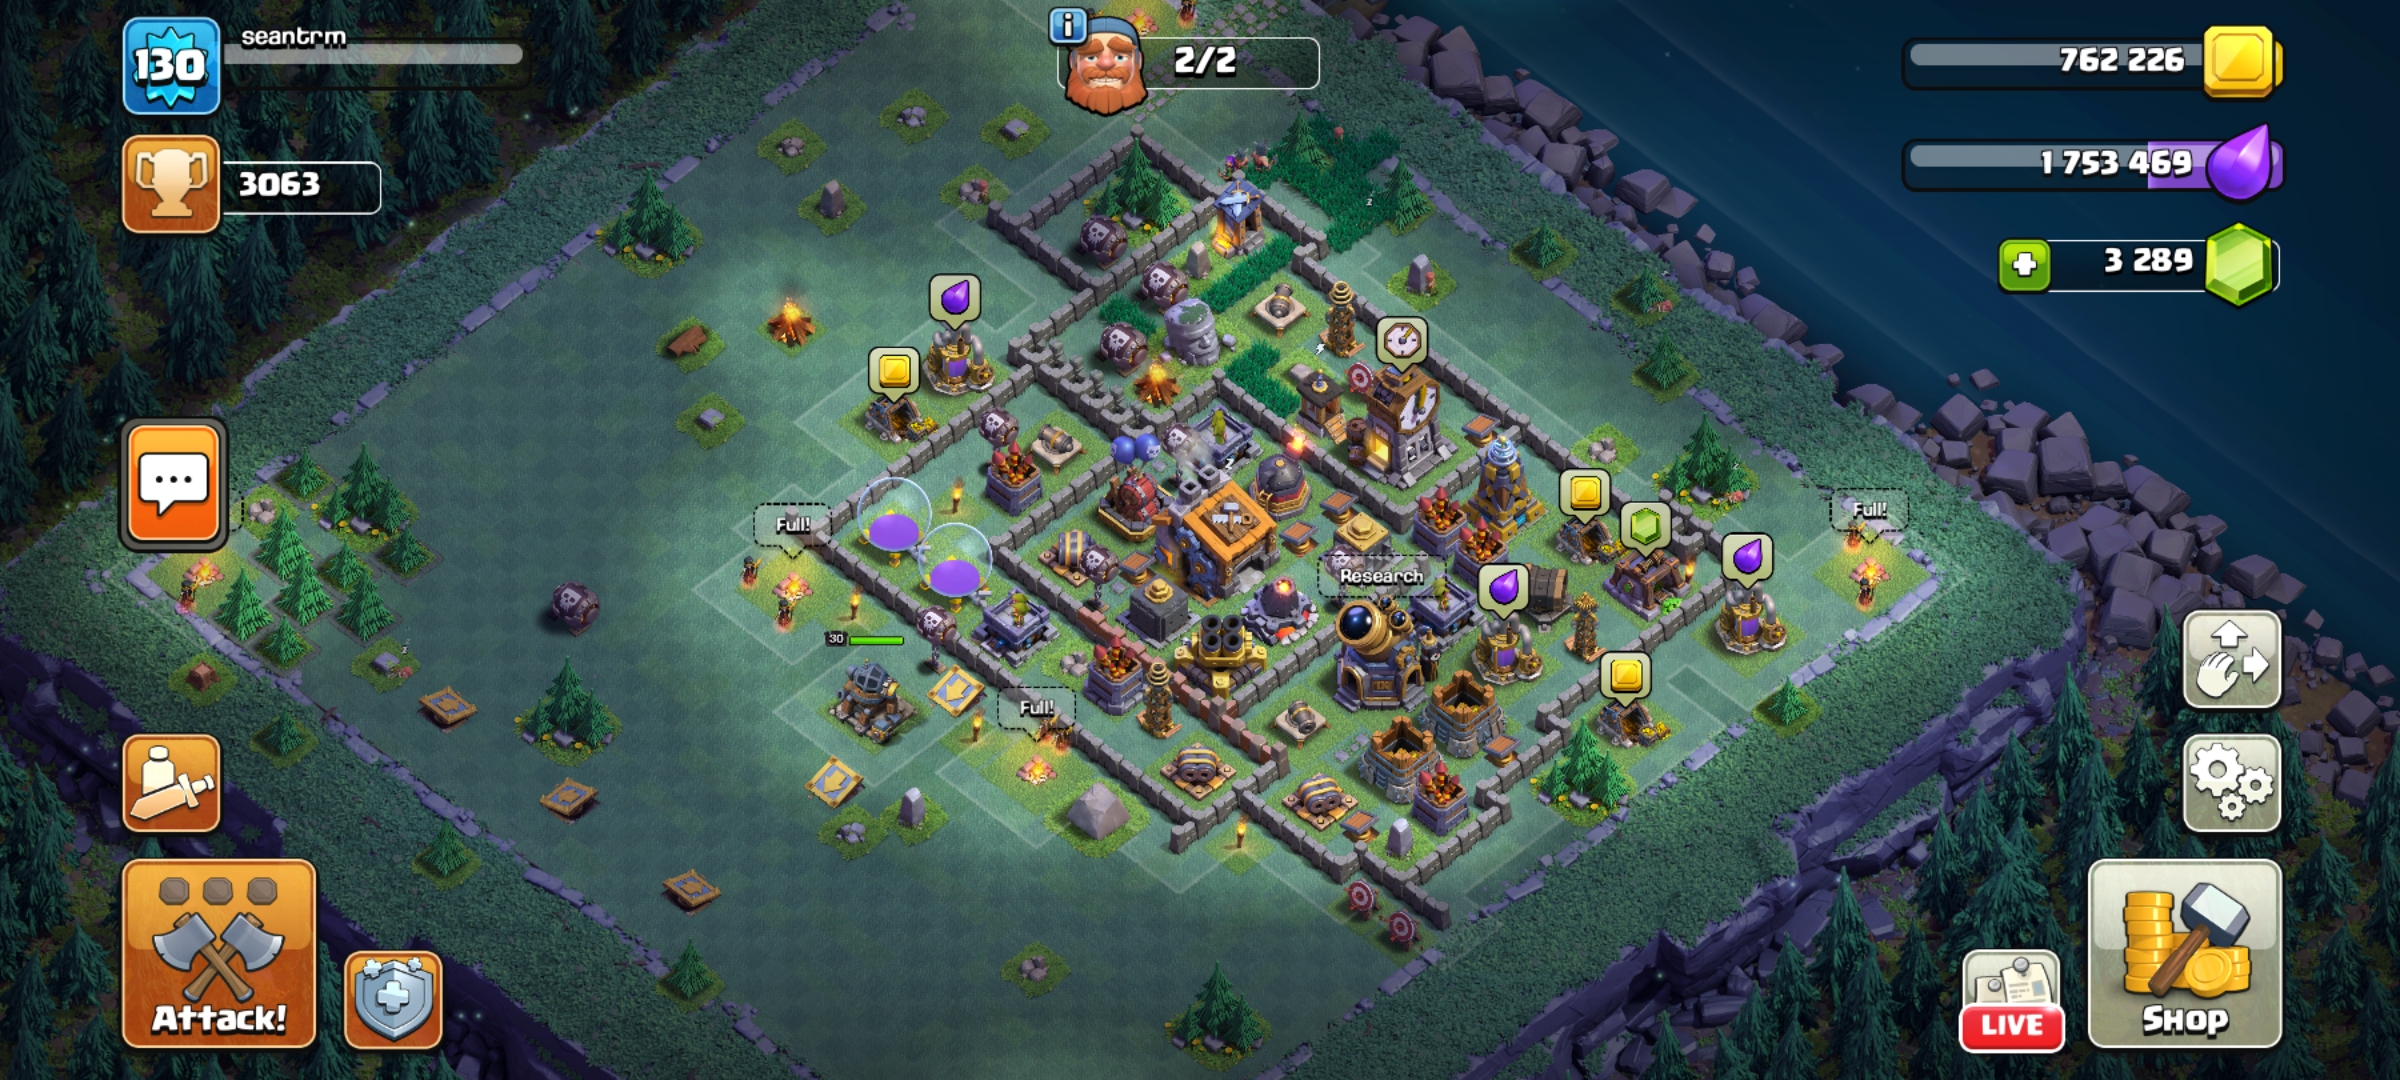 130
seantrm
i
2/2
762 226
3063
1 753 469
3 289
z
Full!
z
z
Full!
Research
30
z
Full!
Attack!
LIVE
SHOP